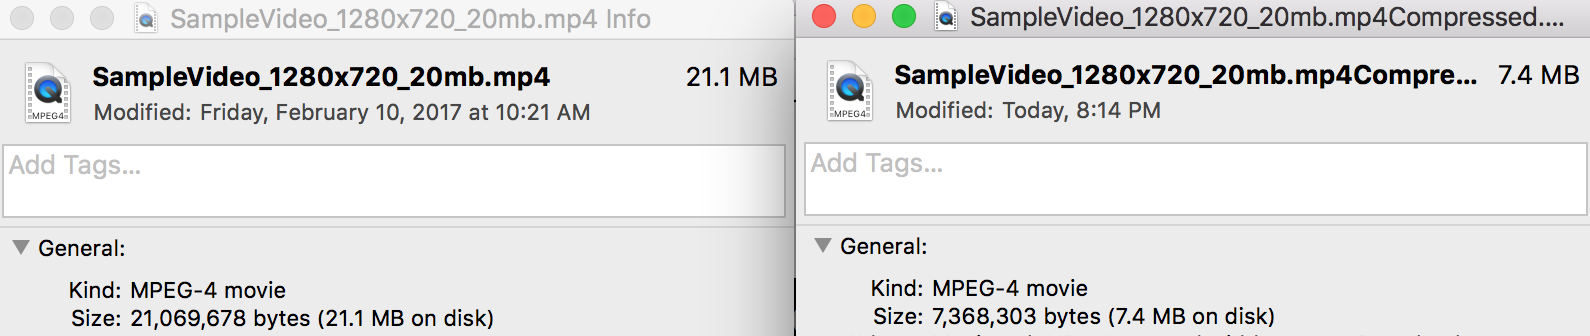 SampleVideo_1280x720_20mb.mp4 Info
SampleVideo_1280x720_20mb.mp4 21.1 MB
Modified: Friday, February 10, 2017 at 10:21 AM
MPEG4
Add Tags...
General:
Kind: MPEG-4 movie
Size: 21,069,678 bytes (21.1 MB on disk)
SampleVideo_1280x720_20mb.mp4Compressed....
SampleVideo_1280x720_20mb.mp4Compre... 7.4 MB
Modified: Today, 8:14 PM
MPEG4
Add Tags...
General:
Kind: MPEG-4 movie
Size: 7,368,303 bytes (7.4 MB on disk)